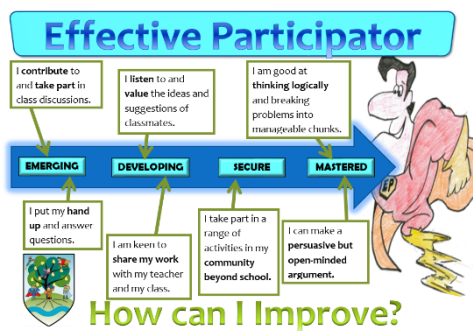 Effective Participator
I contribute to
and take part in
class discussions.
I listen to and
value the ideas and
suggestions of
classmates.
I am good at
thinking logically
and breaking
problems into
manageable chunks.
EMERGING
DEVELOPING
SECURE
MASTERED
EP
I put my hand
up and answer
questions.
I am keen to
share my work
with my teacher
and my class.
I take part in a
range of
activities in my
community
beyond school.
I can make a
persuasive but
open-minded
argument.
How can I Improve?